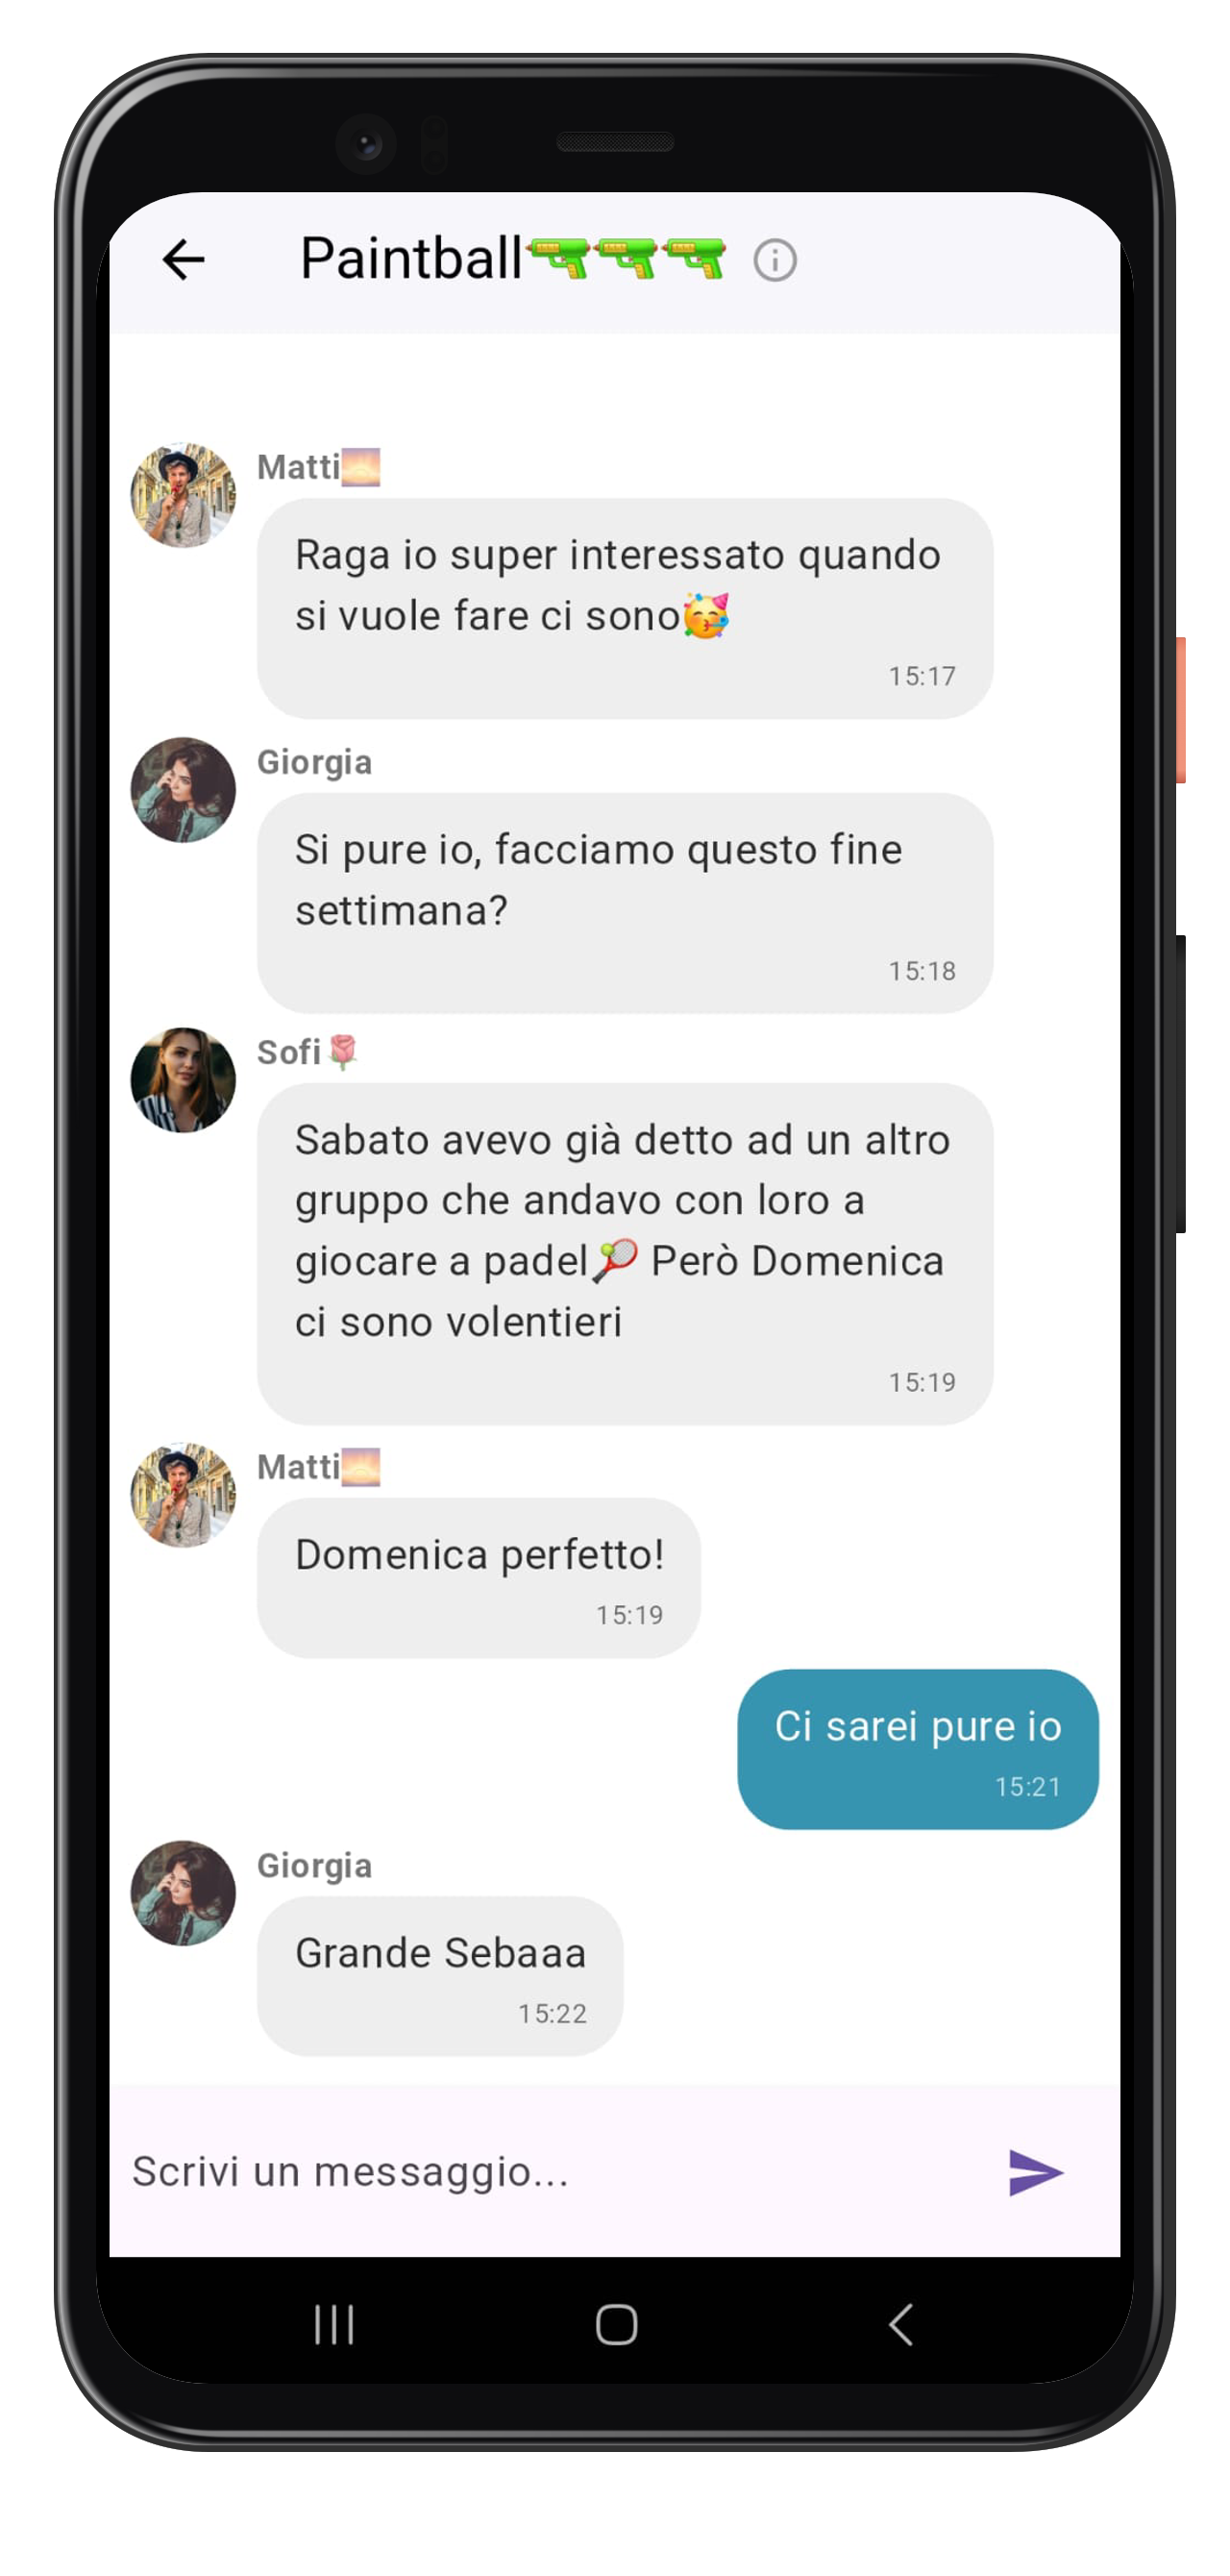 Paintball🔫🔫🔫
Matti🌅
Raga io super interessato quando
si vuole fare ci sono🥳
15:17
Giorgia
Si pure io, facciamo questo fine
settimana?
15:18
Sofi🌹
Sabato avevo già detto ad un altro
gruppo che andavo con loro a
giocare a padel🎾 Però Domenica
ci sono volentieri
15:19
Matti🌅
Domenica perfetto!
15:19
Ci sarei pure io
15:21
Giorgia
Grande Sebaaa
15:22
Scrivi un messaggio...